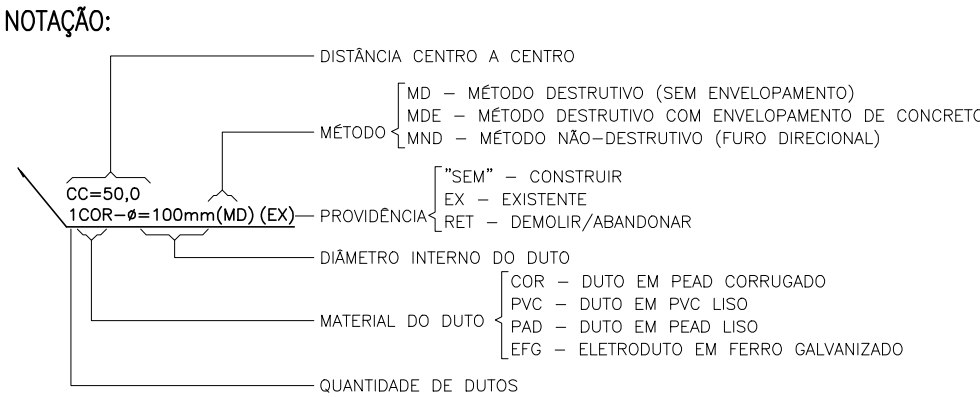 NOTAÇÃO:
DISTÂNCIA CENTRO A CENTRO
MÉTODO
MD – MÉTODO DESTRUTIVO (SEM ENVELOPAMENTO)
MDE – MÉTODO DESTRUTIVO COM ENVELOPAMENTO DE CONCRETO
MND – MÉTODO NÃO–DESTRUTIVO (FURO DIRECIONAL)
CC=50,0
1COR–ø=100mm(MD) (EX)
PROVIDÊNCIA
"SEM" – CONSTRUIR
EX – EXISTENTE
RET – DEMOLIR/ABANDONAR
DIÂMETRO INTERNO DO DUTO
MATERIAL DO DUTO
COR – DUTO EM PEAD CORRUGADO
PVC – DUTO EM PVC LISO
PAD – DUTO EM PEAD LISO
EFG – ELETRODUTO EM FERRO GALVANIZADO
QUANTIDADE DE DUTOS